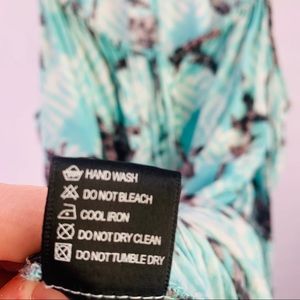 HAND WASH
DO NOT BLEACH
COOL IRON
DO NOT DRY CLEAN
DO NOT TUMBLE DRY